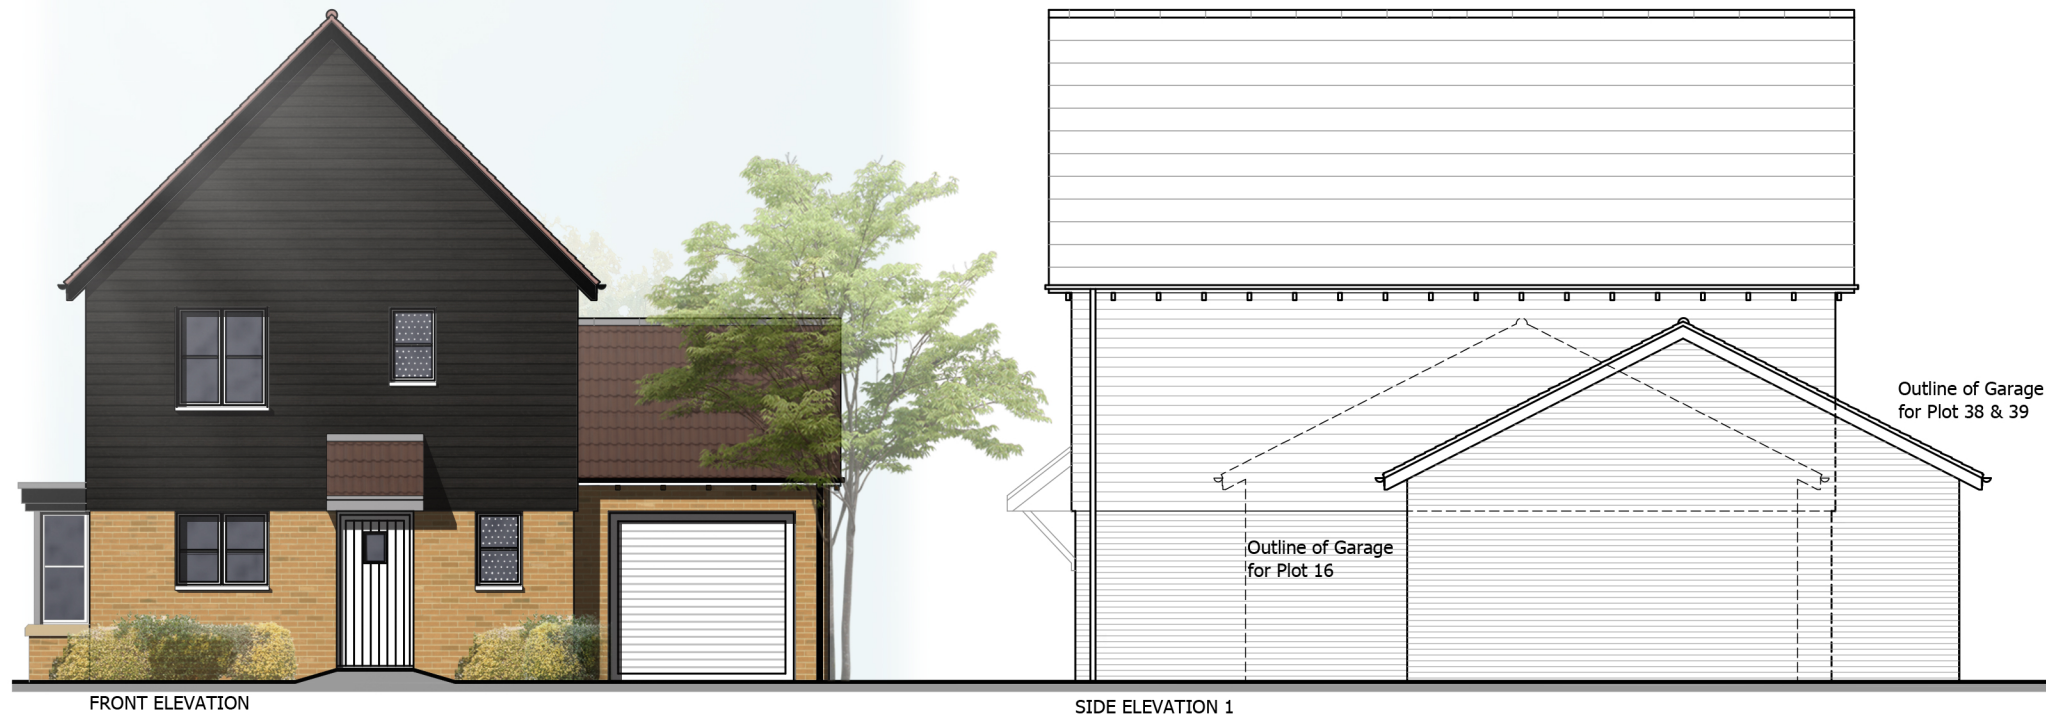 FRONT ELEVATION
Outline of Garage
for Plot 16
Outline of Garage
for Plot 38 & 39
SIDE ELEVATION 1